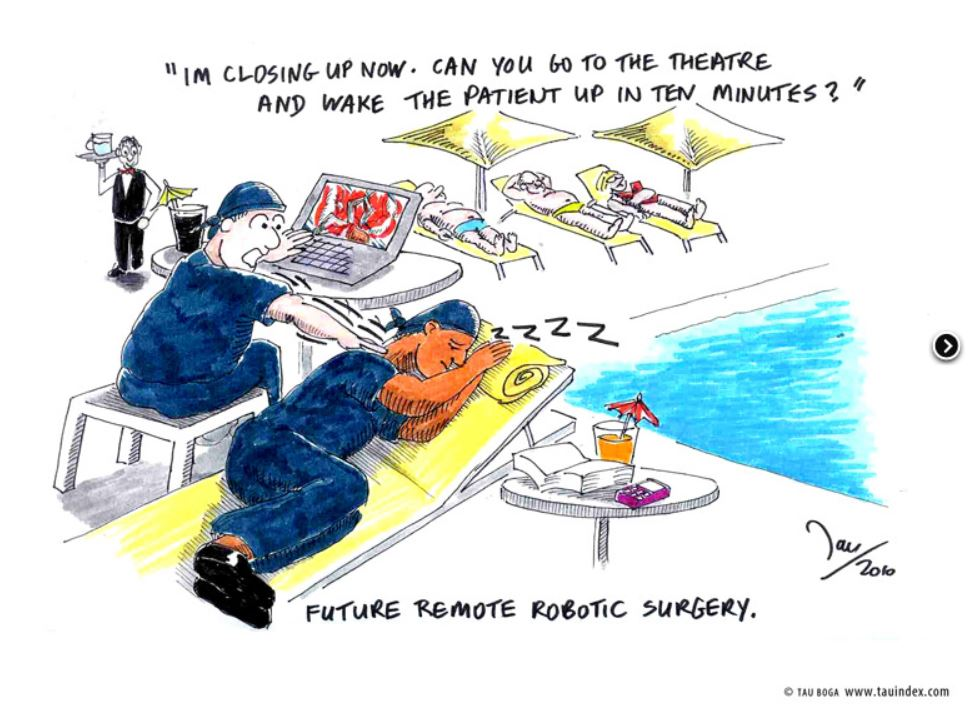 "IM CLOSING UP NOW. CAN YOU GO TO THE THEATRE
AND WAKE THE PATIENT UP IN TEN MINUTES?"
ZZZZZ
Tau/
2010
FUTURE REMOTE ROBOTIC SURGERY.
© TAU BOGA www.tauindex.com